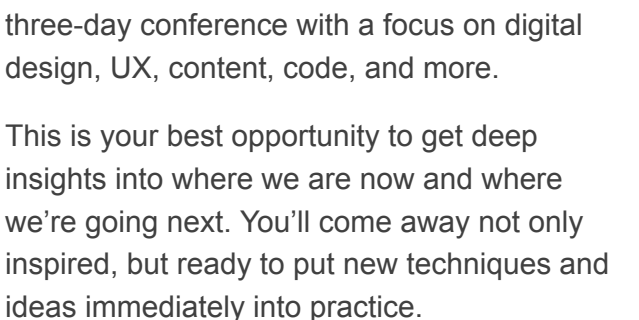 three-day conference with a focus on digital
design, UX, content, code, and more.
This is your best opportunity to get deep
insights into where we are now and where
we’re going next. You’ll come away not only
inspired, but ready to put new techniques and
ideas immediately into practice.